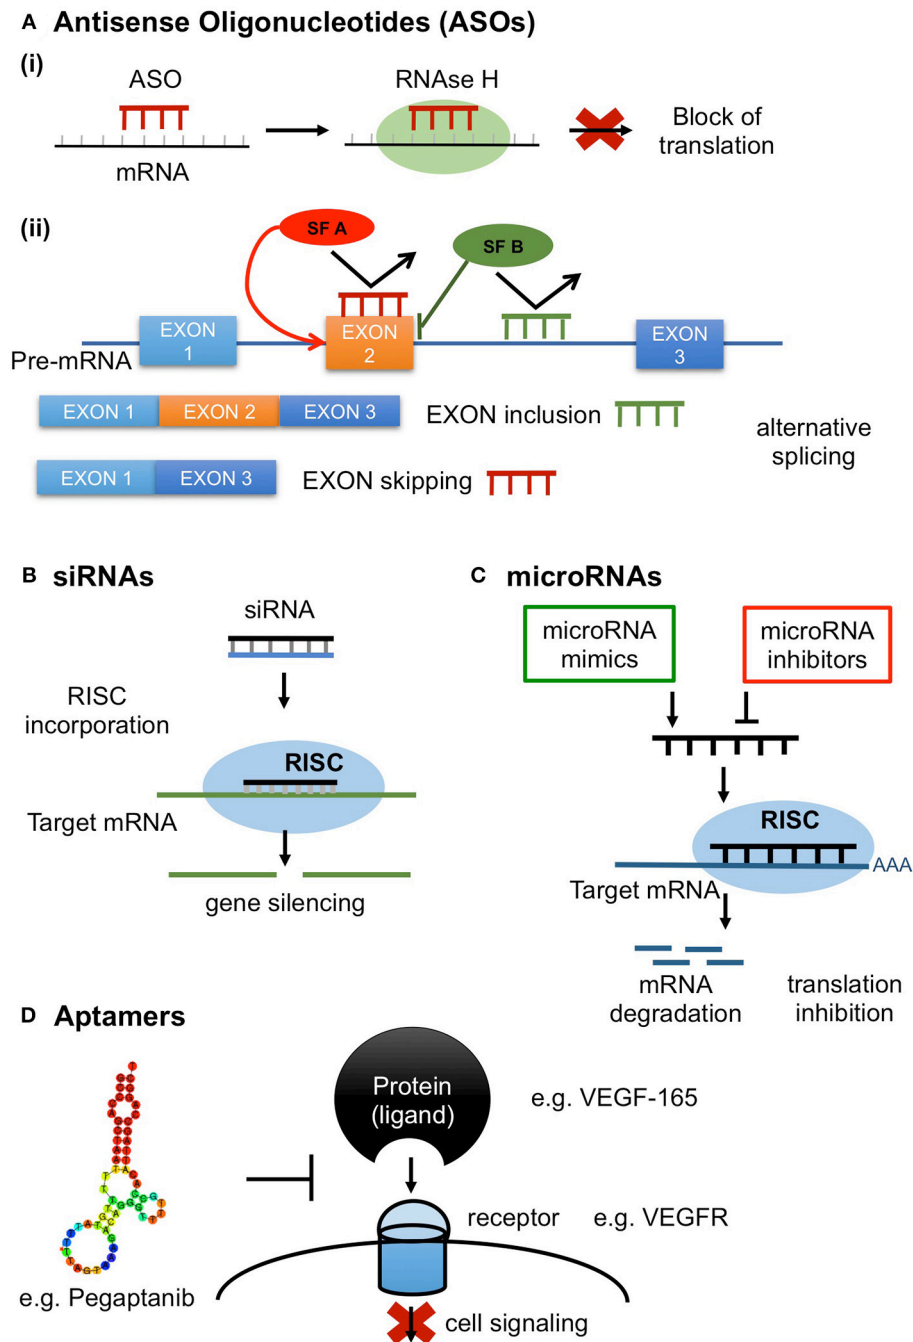 A Antisense Oligonucleotides (ASOs)
(i)
ASO
RNAse H
mRNA
Block of
translation
(ii)
SF A
SF B
EXON
1
EXON
2
EXON
3
Pre-mRNA
EXON 1 EXON 2 EXON 3 EXON inclusion
alternative
splicing
EXON 1 EXON 3 EXON skipping
B siRNAs
siRNA
RISC
incorporation
RISC
Target mRNA
gene silencing
C microRNAs
microRNA
mimics
microRNA
inhibitors
RISC
AAA
Target mRNA
mRNA
degradation
translation
inhibition
D Aptamers
Protein
(ligand)
e.g. VEGF-165
receptor e.g. VEGFR
e.g. Pegaptanib
cell signaling